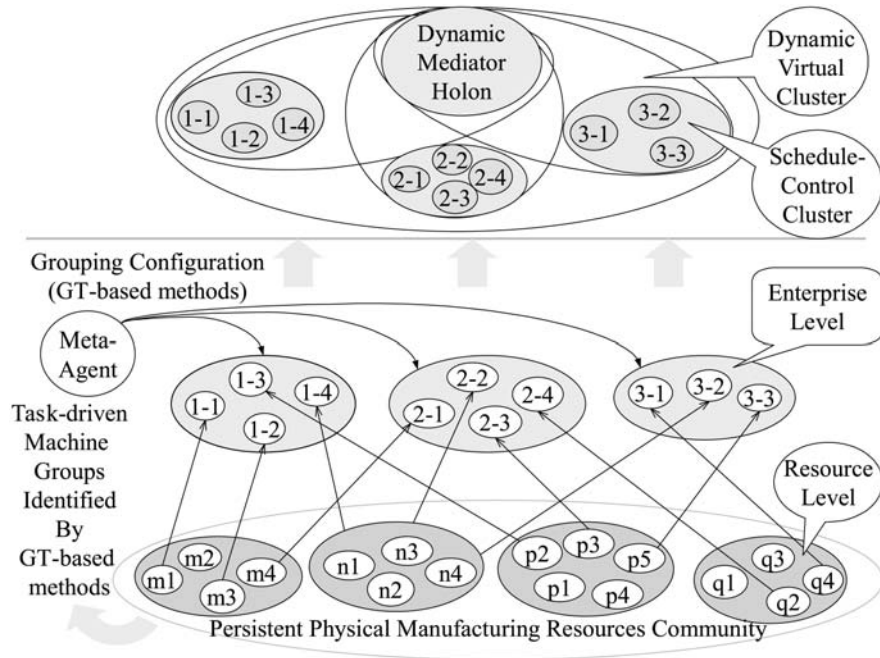 Dynamic
Mediator
Holon
Dynamic
Virtual
Cluster
1-3
1-1
1-4
1-2
3-2
3-1
3-3
2-2
2-1
2-4
2-3
Schedule-
Control
Cluster
Grouping Configuration
(GT-based methods)
Enterprise
Level
Meta-
Agent
1-3
1-4
1-1
1-2
2-2
2-4
2-1
2-3
3-1
3-2
3-3
Task-driven
Machine
Groups
Identified
By
GT-based
methods
Resource
Level
m2
m1
m4
m3
n3
n1
n4
n2
p3
p2
p5
p1
p4
q3
q1
q4
q2
Persistent Physical Manufacturing Resources Community